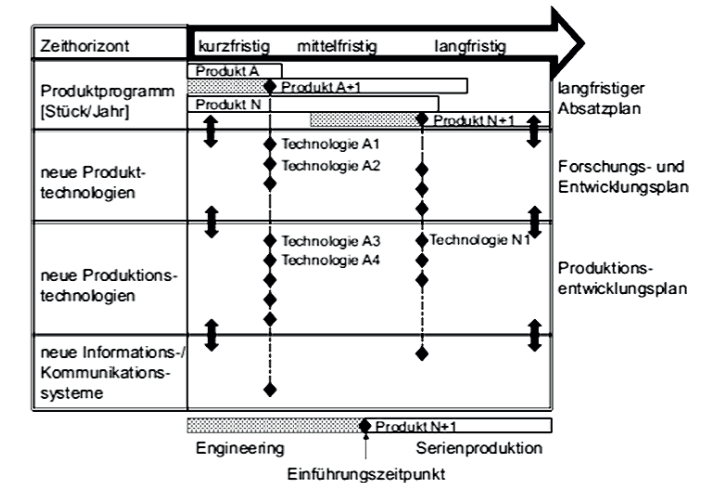 Zeithorizont kurzfristig mittelfristig langfristig
Produkt A
Produktprogramm
[Stück/Jahr]
Produkt A+1
Produkt N
Produkt N+1
langfristiger
Absatzplan
neue Produkt-
technologien
Technologie A1
Technologie A2
Forschungs- und
Entwicklungsplan
neue Produktions-
technologien
Technologie A3
Technologie A4
Technologie N1
Produktions-
entwicklungsplan
neue Informations-/
Kommunikations-
systeme
Produkt N+1
Engineering Serienproduktion
Einführungszeitpunkt